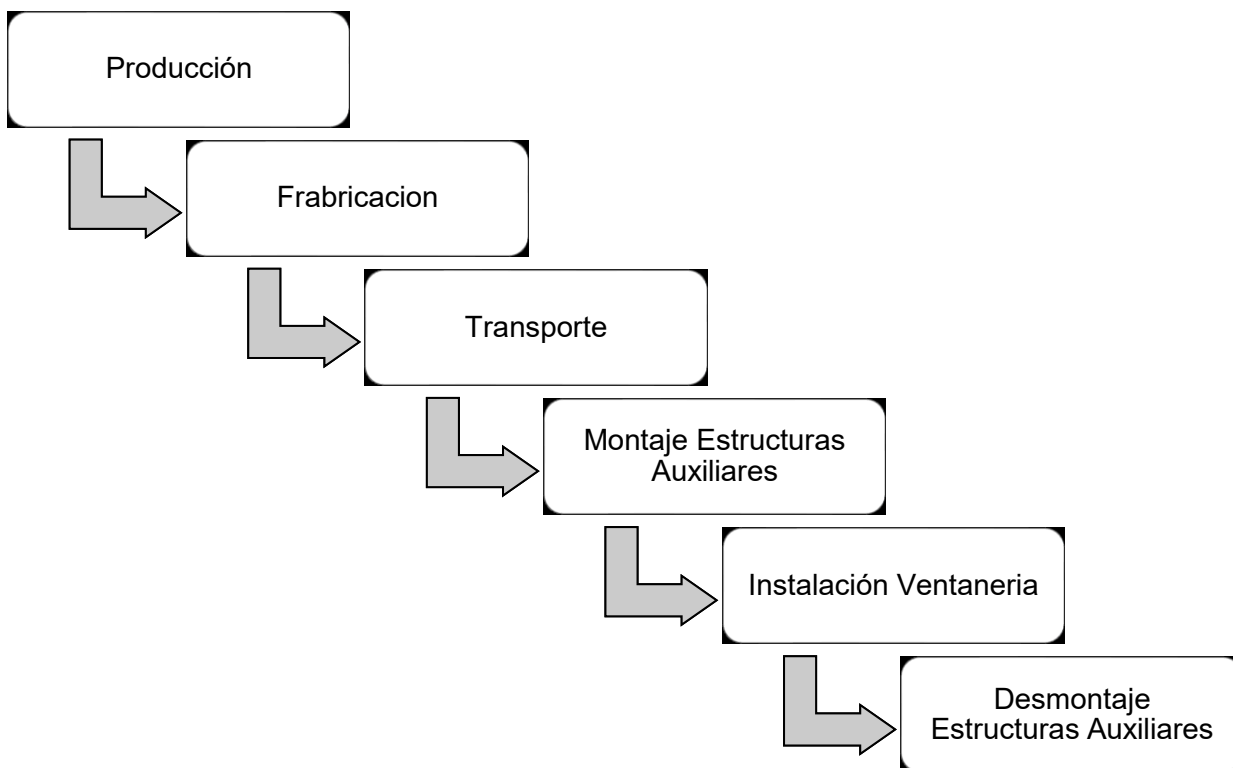 Producción
Frabricacion
Transporte
Montaje Estructuras
Auxiliares
Instalación Ventaneria
Desmontaje
Estructuras Auxiliares